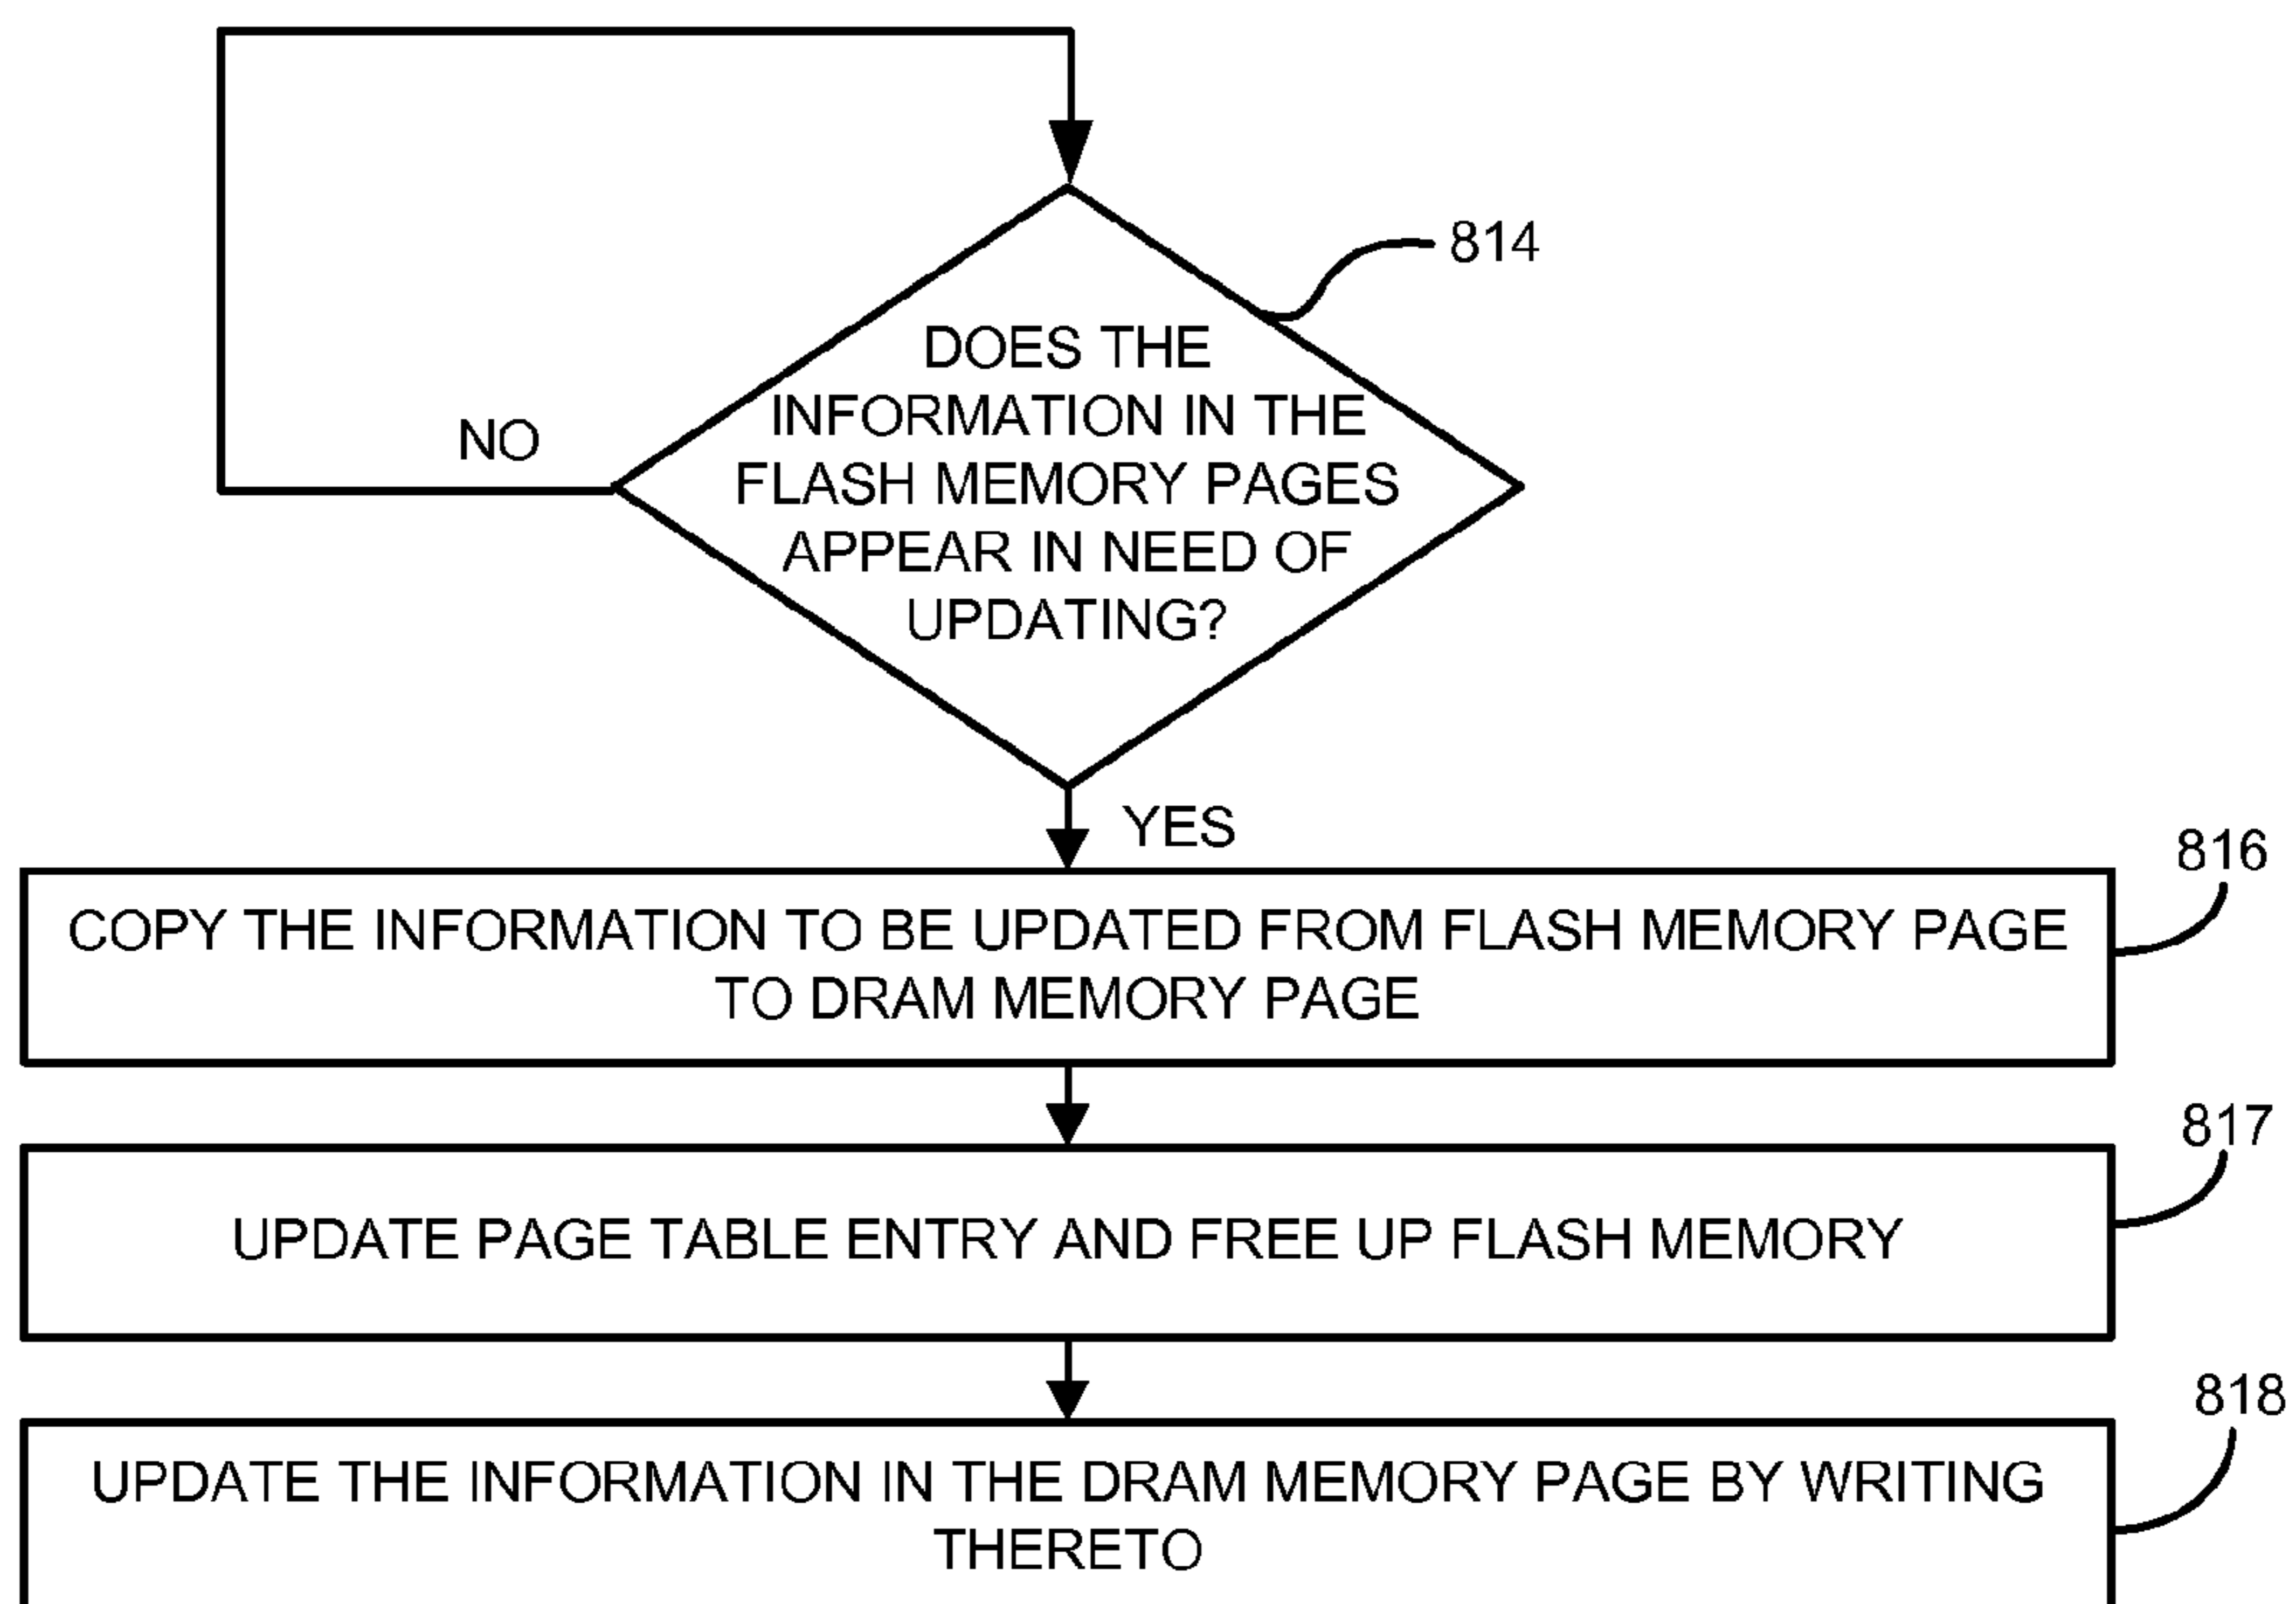 814
DOES THE
INFORMATION IN THE
FLASH MEMORY PAGES
APPEAR IN NEED OF
UPDATING?
NO
YES
816
COPY THE INFORMATION TO BE UPDATED FROM FLASH MEMORY PAGE
TO DRAM MEMORY PAGE
817
UPDATE PAGE TABLE ENTRY AND FREE UP FLASH MEMORY
818
UPDATE THE INFORMATION IN THE DRAM MEMORY PAGE BY WRITING
THERETO